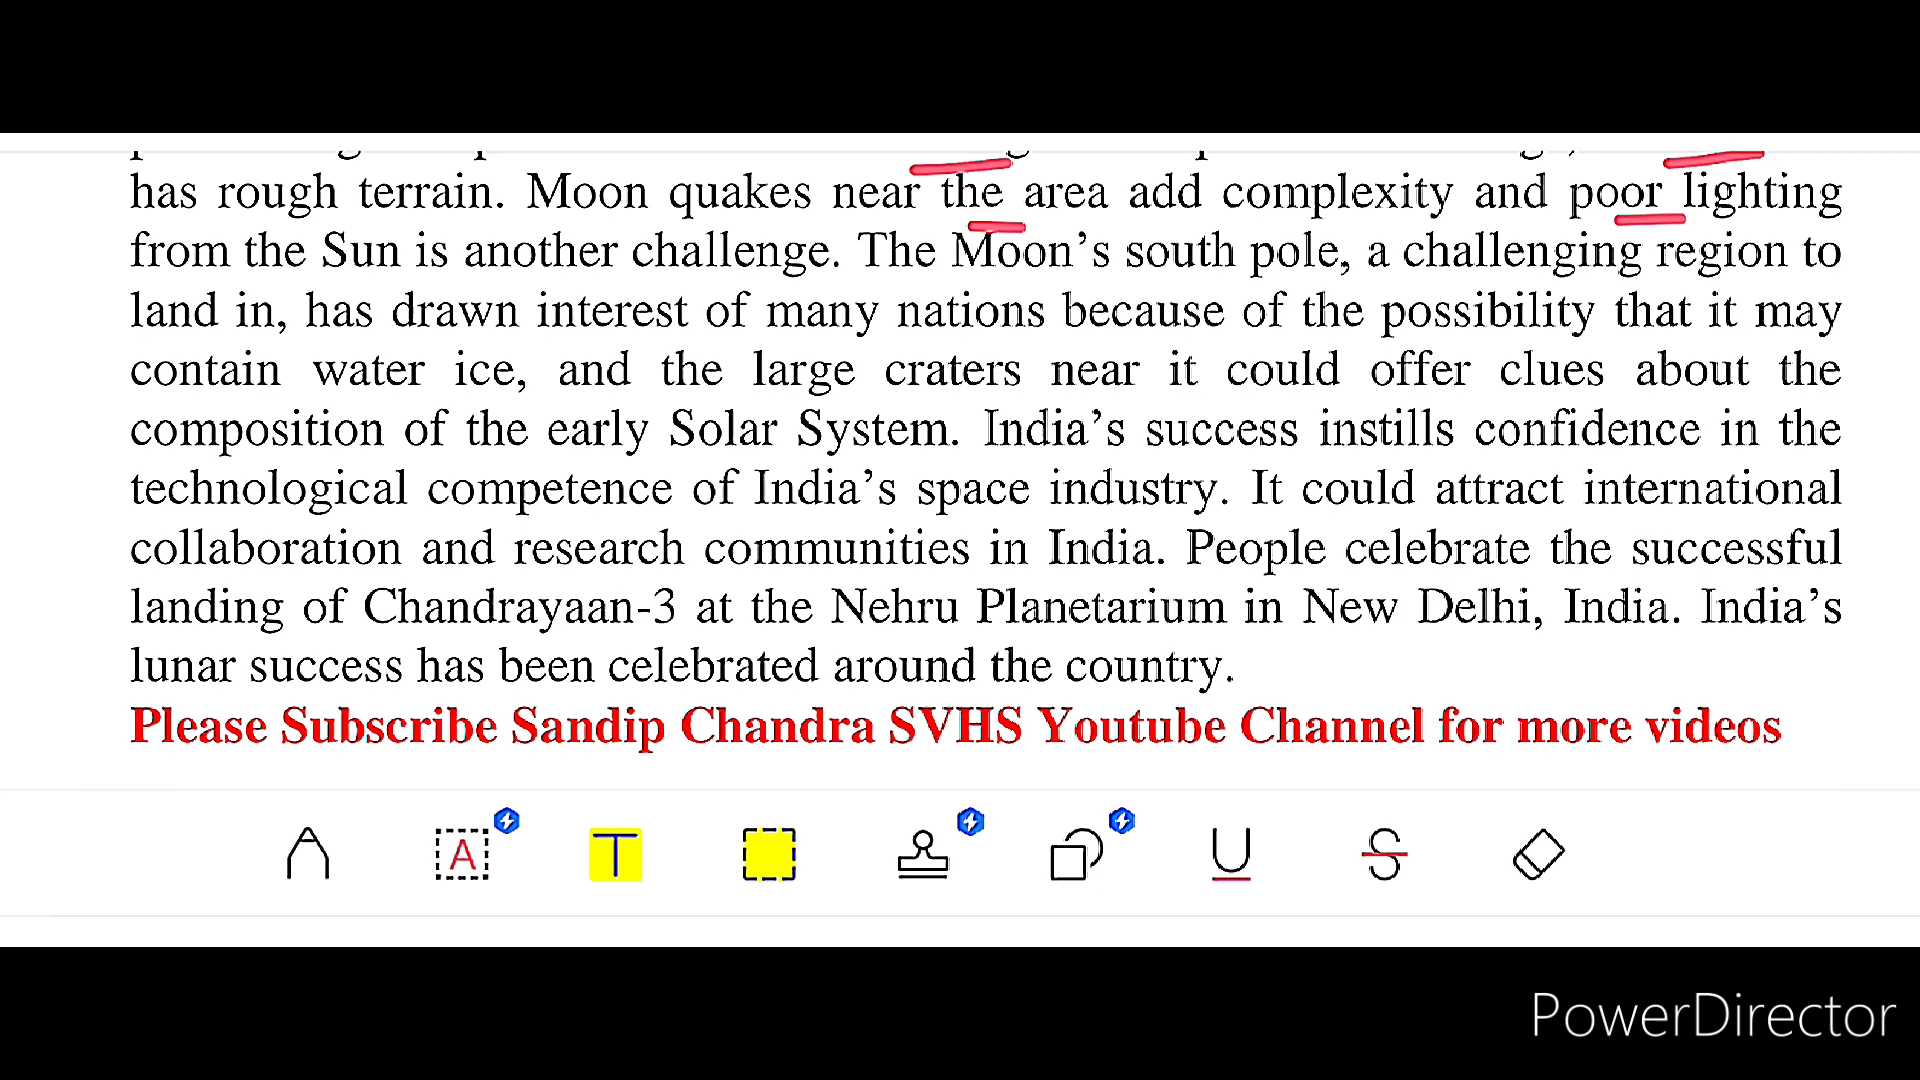 has rough terrain. Moon quakes near the area add complexity and poor lighting
from the Sun is another challenge. The Moon’s south pole, a challenging region to
land in, has drawn interest of many nations because of the possibility that it may
contain water ice, and the large craters near it could offer clues about the
composition of the early Solar System. India’s success instills confidence in the
technological competence of India’s space industry. It could attract international
collaboration and research communities in India. People celebrate the successful
landing of Chandrayaan-3 at the Nehru Planetarium in New Delhi, India. India’s
lunar success has been celebrated around the country.
Please Subscribe Sandip Chandra SVHS Youtube Channel for more videos
A T U S
PowerDirector